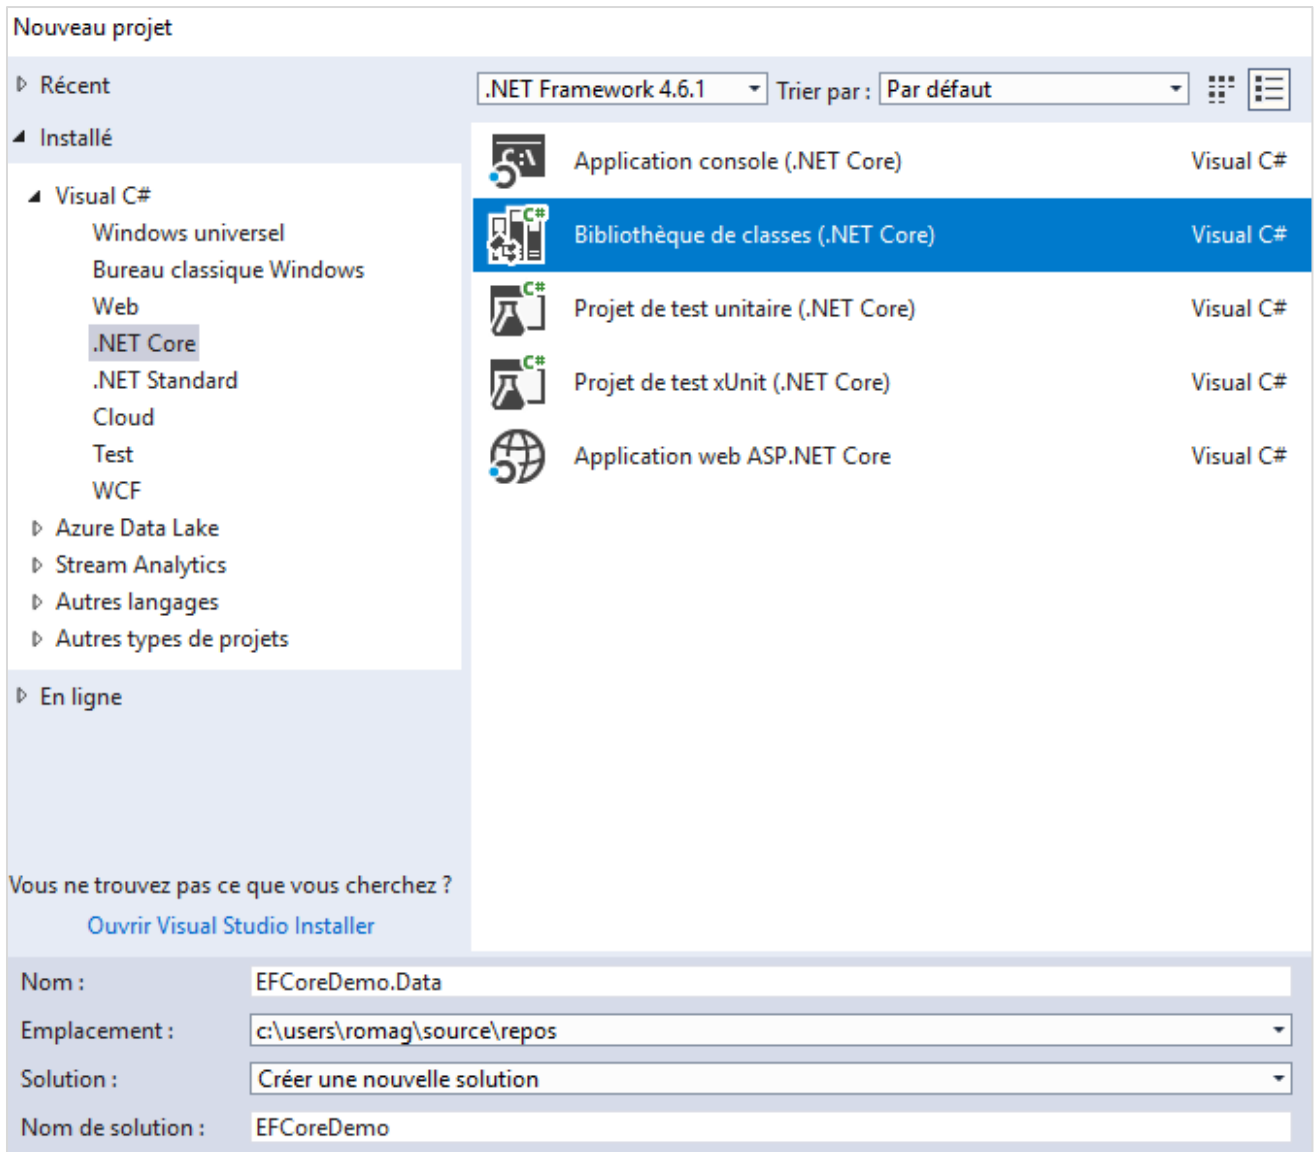 Nouveau projet
Récent
Installé
Visual C#
Windows universel
Bureau classique Windows
Web
.NET Core
.NET Standard
Cloud
Test
WCF
Azure Data Lake
Stream Analytics
Autres langages
Autres types de projets
En ligne
Vous ne trouvez pas ce que vous cherchez ?
Ouvrir Visual Studio Installer
.NET Framework 4.6.1 Trier par : Par défaut
Application console (.NET Core) Visual C#
Bibliothèque de classes (.NET Core) Visual C#
Projet de test unitaire (.NET Core) Visual C#
Projet de test xUnit (.NET Core) Visual C#
Application web ASP.NET Core Visual C#
Nom : EFCoreDemo.Data
Emplacement : c:\users\romag\source\repos
Solution : Créer une nouvelle solution
Nom de solution : EFCoreDemo